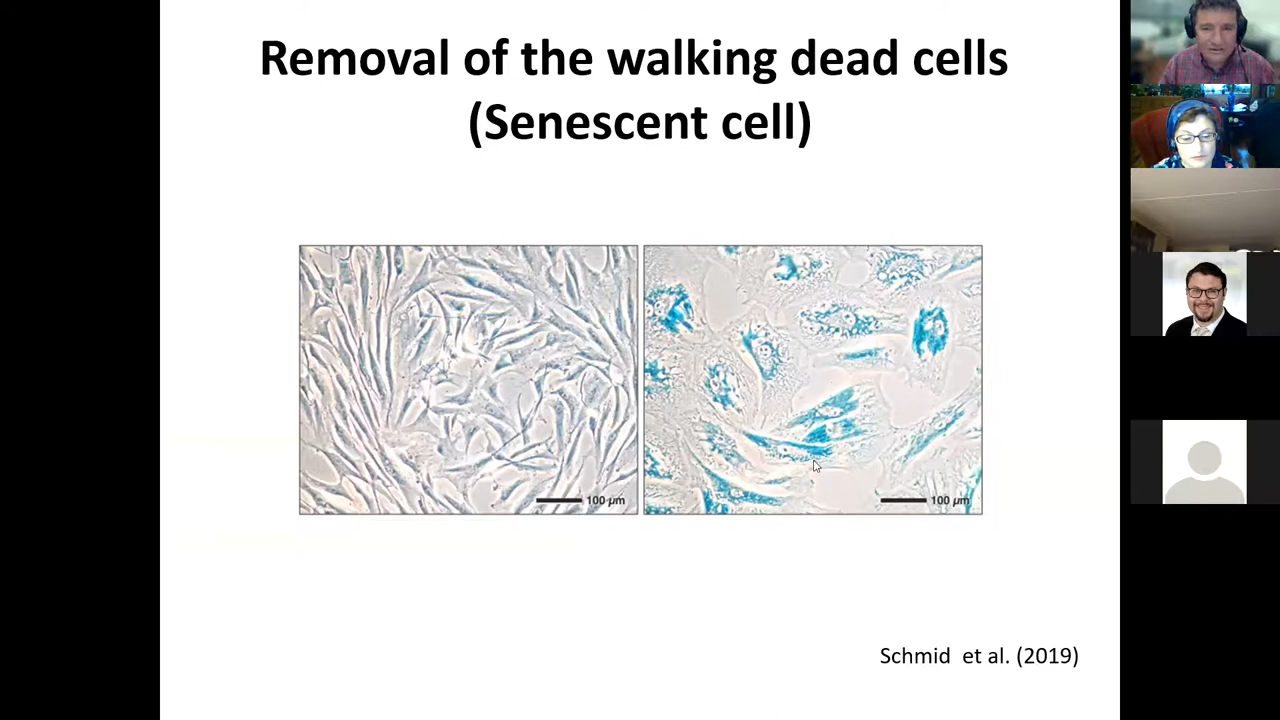 Removal of the walking dead cells
(Senescent cell)
100 µm
100 µm
Schmid et al. (2019)